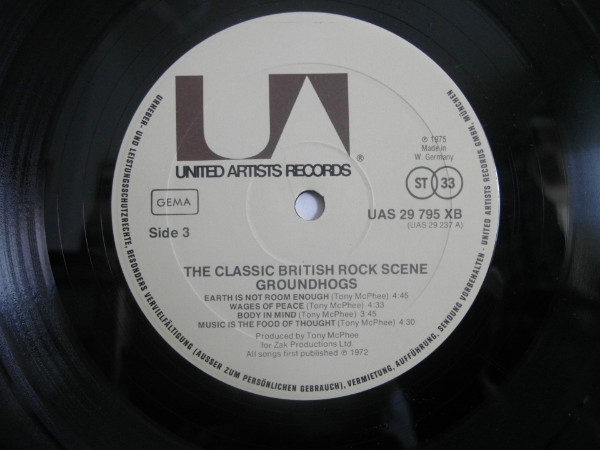 UA
UNITED ARTISTS RECORDS ®
℗ 1975
Made in
W. Germany
ST 33
GEMA
Side 3
UAS 29 795 XB
(UAS 29 237 A)
THE CLASSIC BRITISH ROCK SCENE
GROUNDHOGS
EARTH IS NOT ROOM ENOUGH (Tony McPhee) 4:45
WAGES OF PEACE (Tony McPhee) 4:33
BODY IN MIND (Tony McPhee) 3:45
MUSIC IS THE FOOD OF THOUGHT (Tony McPhee) 4:30
Produced by Tony McPhee
for Zak Productions Ltd.
All songs first published ℗ 1972
URHEBER- UND LEISTUNGSSCHUTZRECHTE, BESONDERS VERVIELFÄLTIGUNG (AUSSER ZUM PERSÖNLICHEN GEBRAUCH), VERMIETUNG, AUFFÜHRUNG, SENDUNG VORBEHALTEN · UNITED ARTISTS RECORDS GMBH, MÜNCHEN